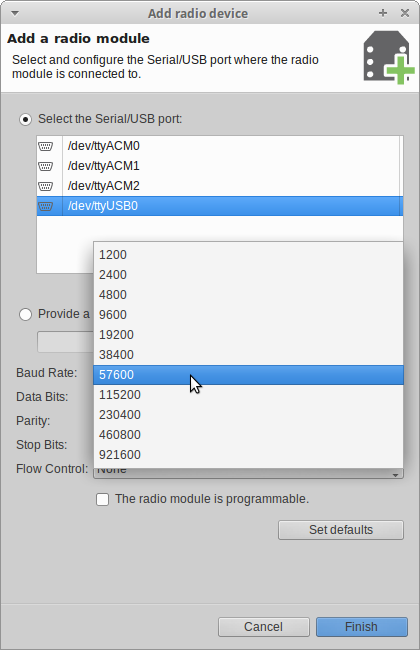 Add radio device
Add a radio module
Select and configure the Serial/USB port where the radio
module is connected to.
Select the Serial/USB port:
/dev/ttyACM0
/dev/ttyACM1
/dev/ttyACM2
/dev/ttyUSB0
1200
2400
4800
9600
Provide a
19200
38400
Baud Rate:
57600
Data Bits:
115200
Parity:
230400
Stop Bits:
460800
921600
Flow Control:
None
The radio module is programmable.
Set defaults
Cancel
Finish